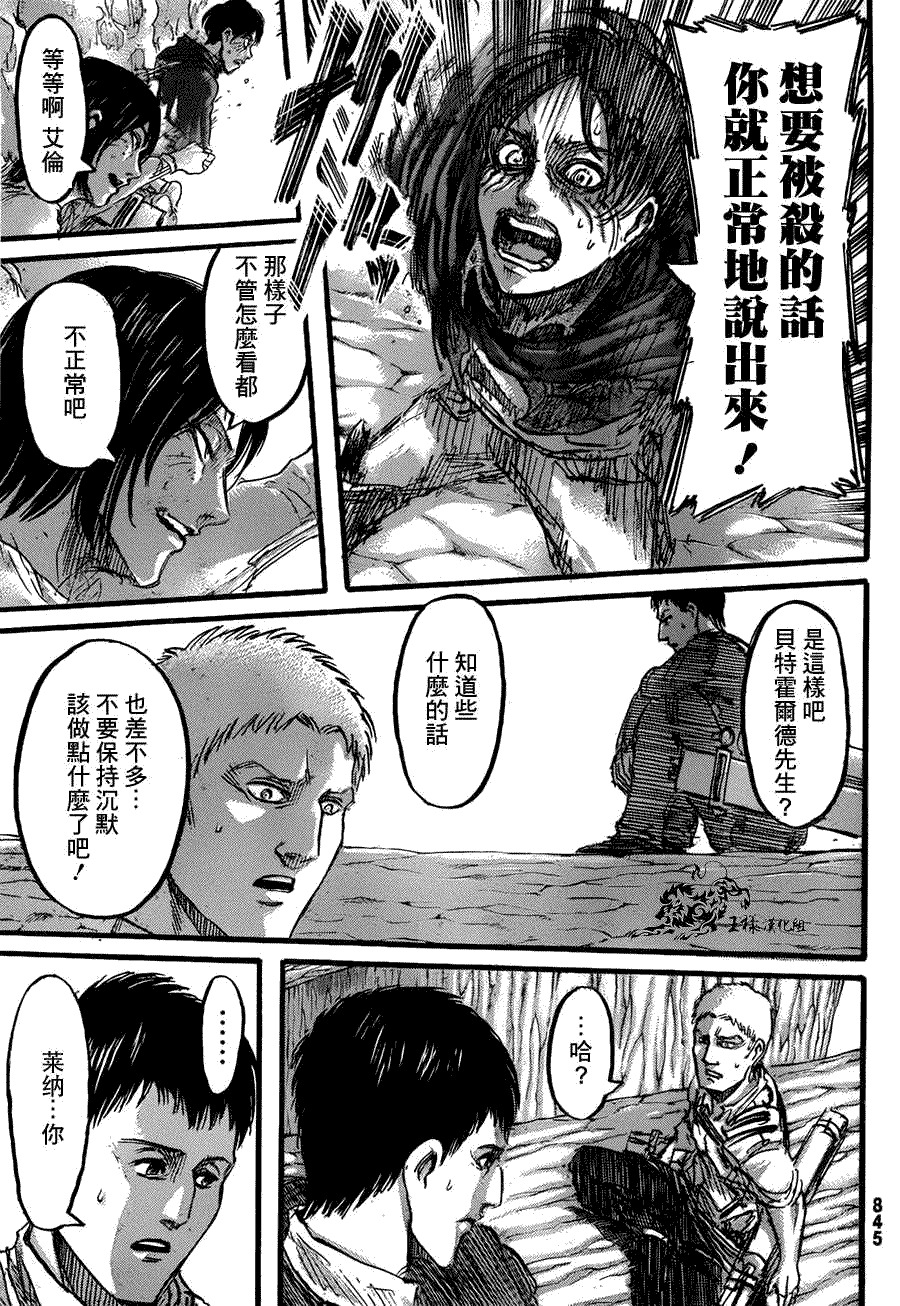 想要被殺的話
你就正常地說出來！
等等啊 艾倫
那樣子
不管怎麼看都
不正常吧
是這樣吧
貝特霍爾德先生？
知道些
什麼的話
也差不多…
不要保持沉默
該做點什麼了吧！
…哈？
……
莱纳…你
845